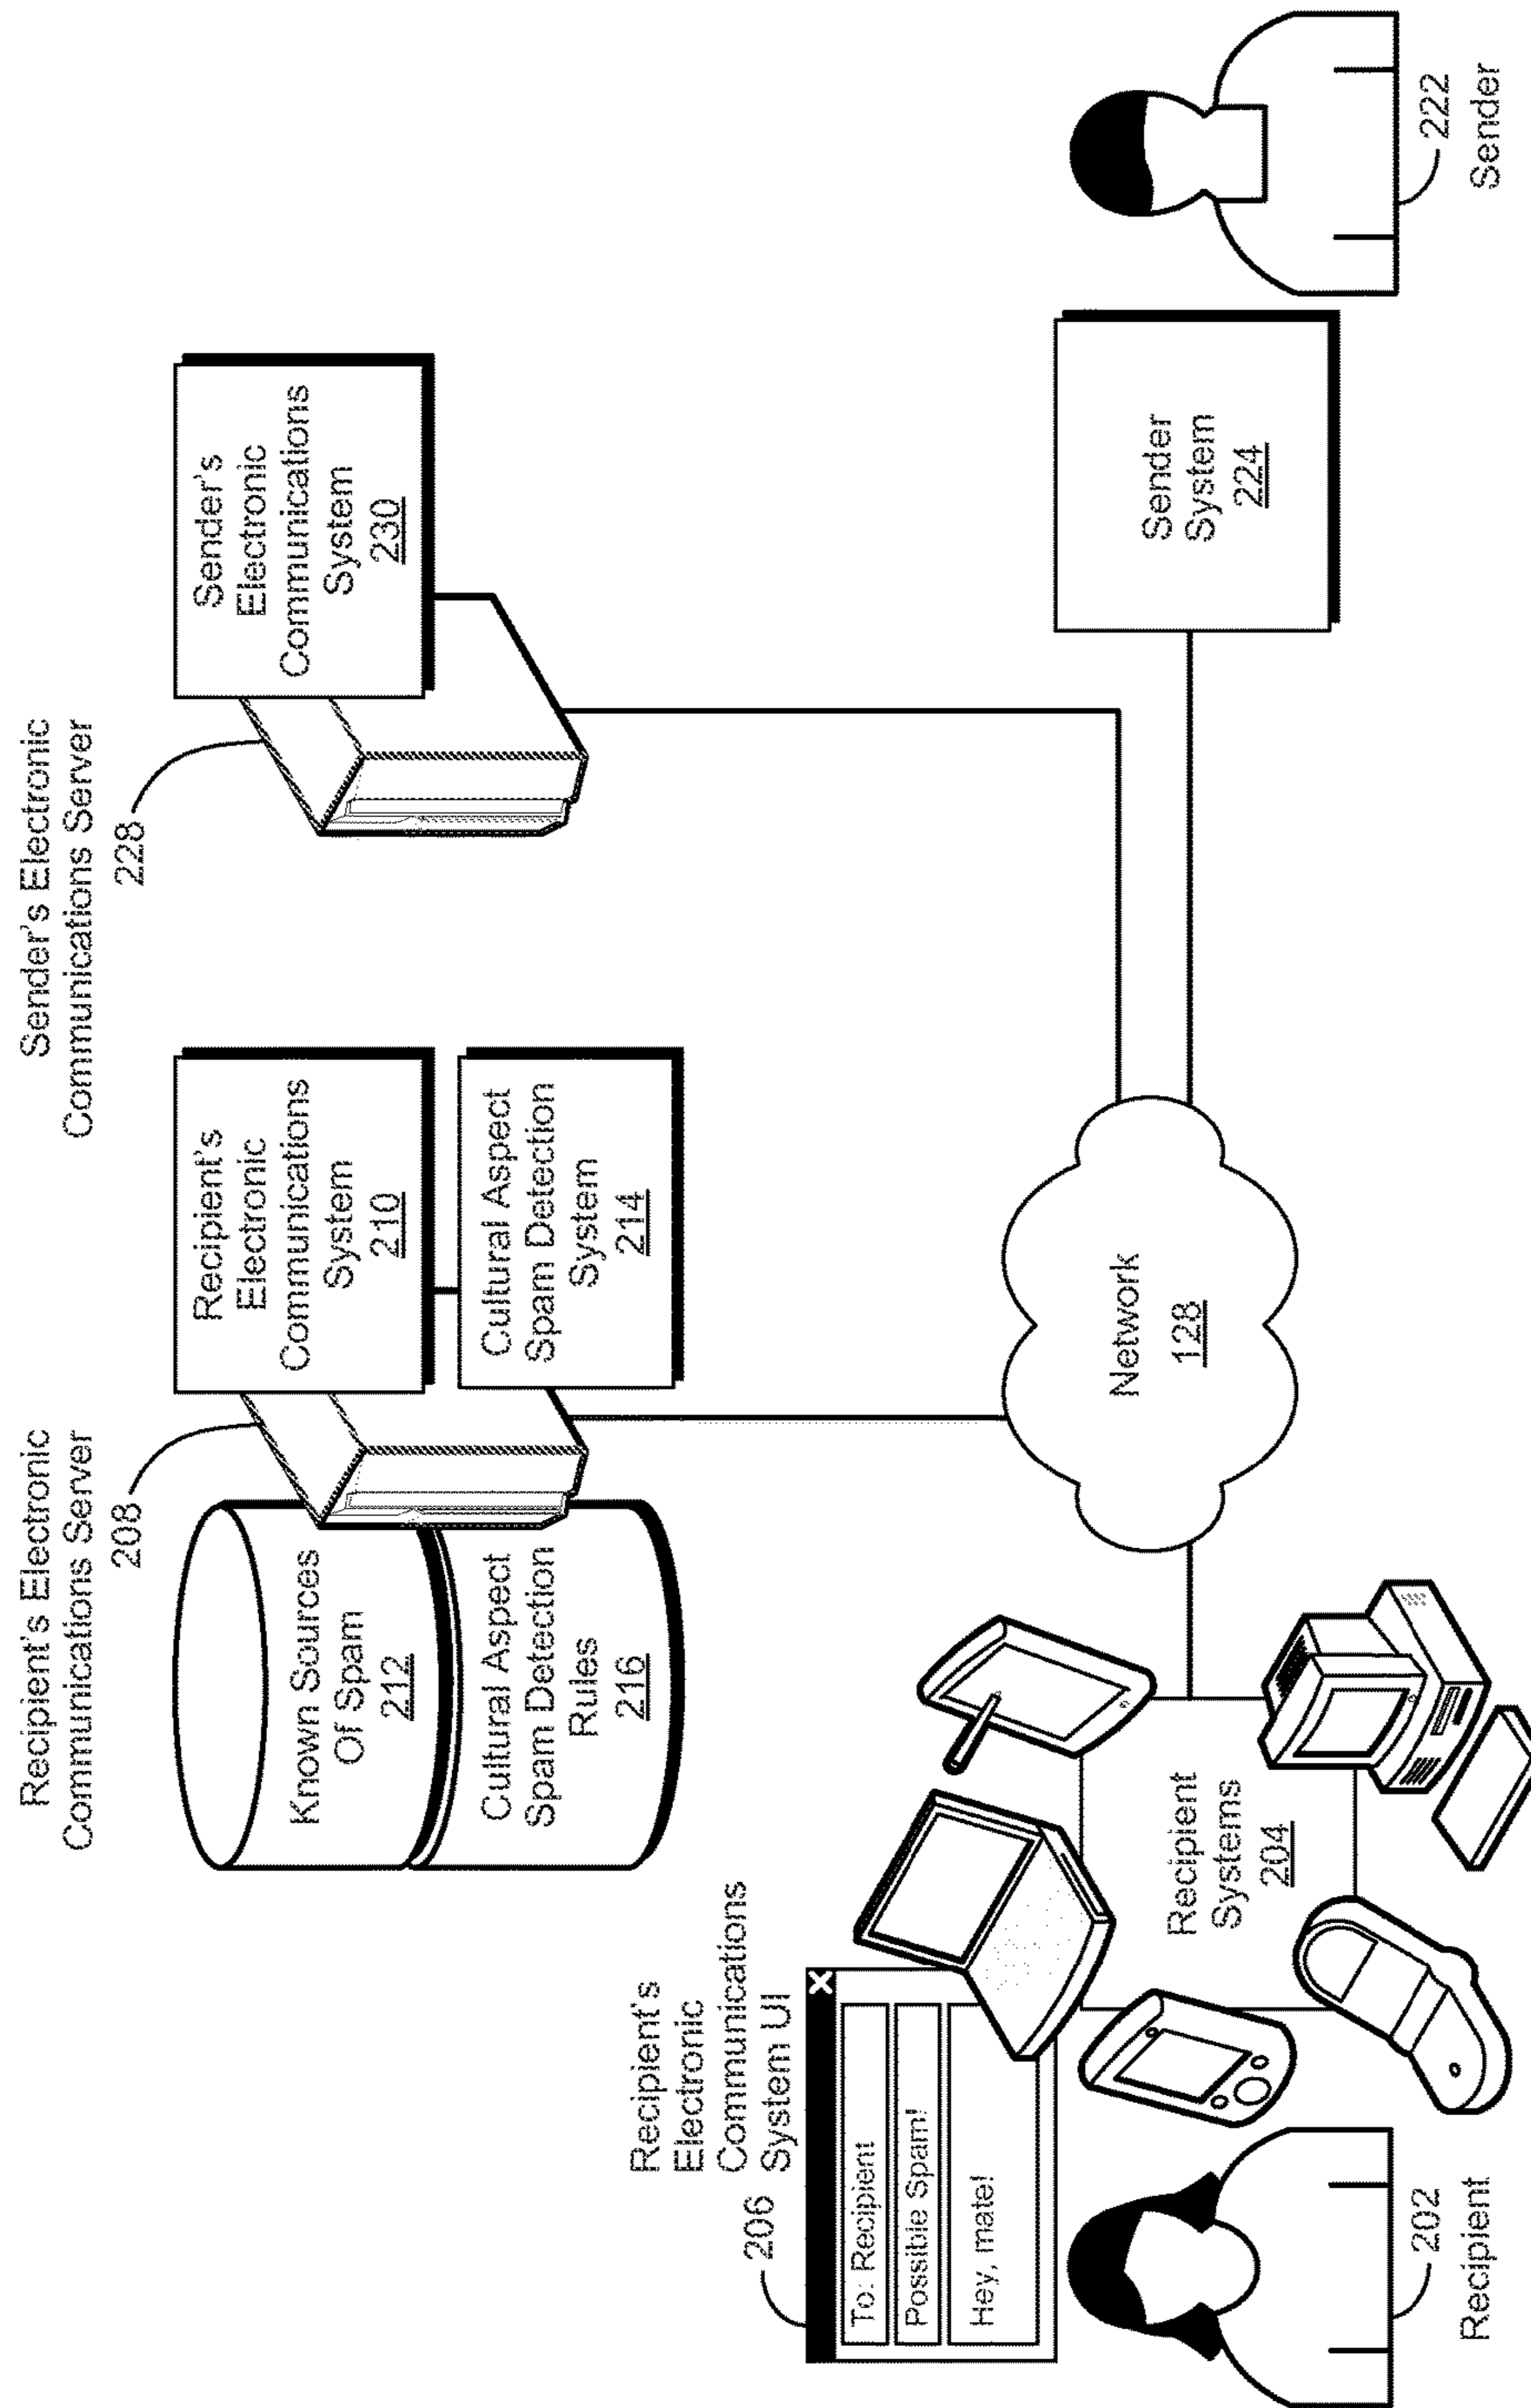 Recipient's Electronic
Communications Server
208
Sender's Electronic
Communications Server
228
Known Sources
Of Spam
212
Cultural Aspect
Spam Detection
Rules
216
Recipient's
Electronic
Communications
System
210
Cultural Aspect
Spam Detection
System
214
Sender's
Electronic
Communications
System
230
Recipient's
Electronic
Communications
System UI
206
To: Recipient
Possible Spam!
Hey, mate!
Recipient
Systems
204
Network
128
Sender
System
224
202
Recipient
222
Sender